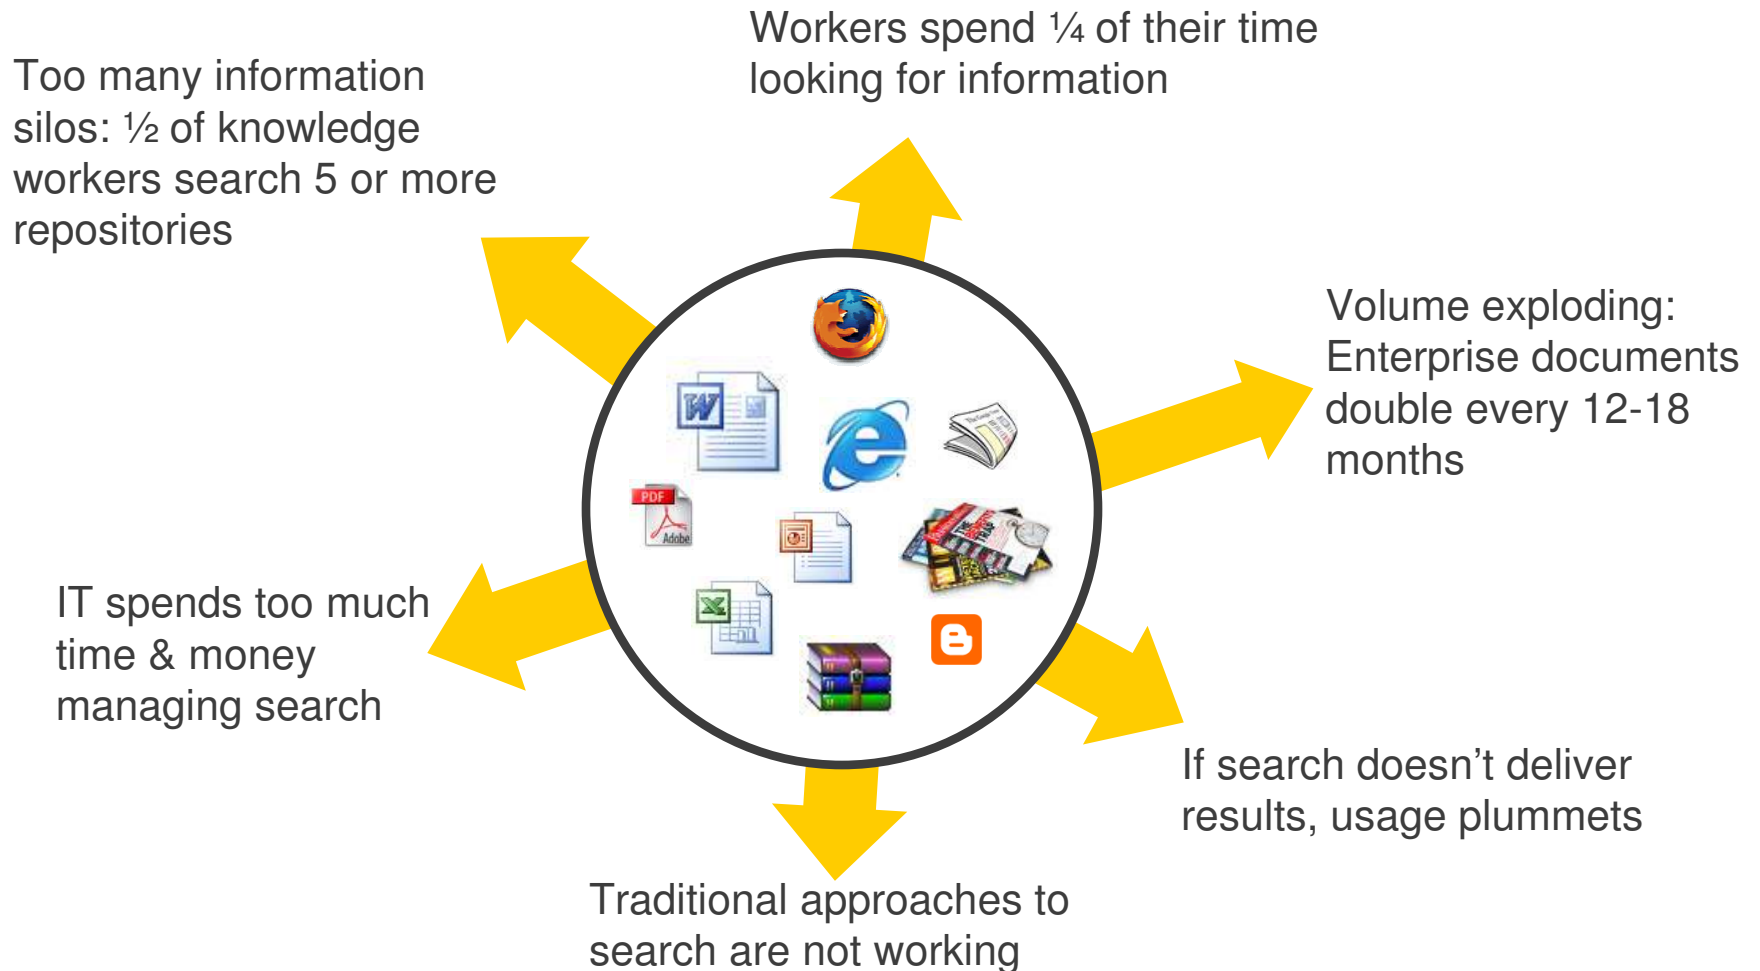 Workers spend ¼ of their time
looking for information
Too many information
silos: ½ of knowledge
workers search 5 or more
repositories
Volume exploding:
Enterprise documents
double every 12-18
months
PDF
Adobe
THE
TRAP
IT spends too much
time & money
managing search
If search doesn’t deliver
results, usage plummets
Traditional approaches to
search are not working